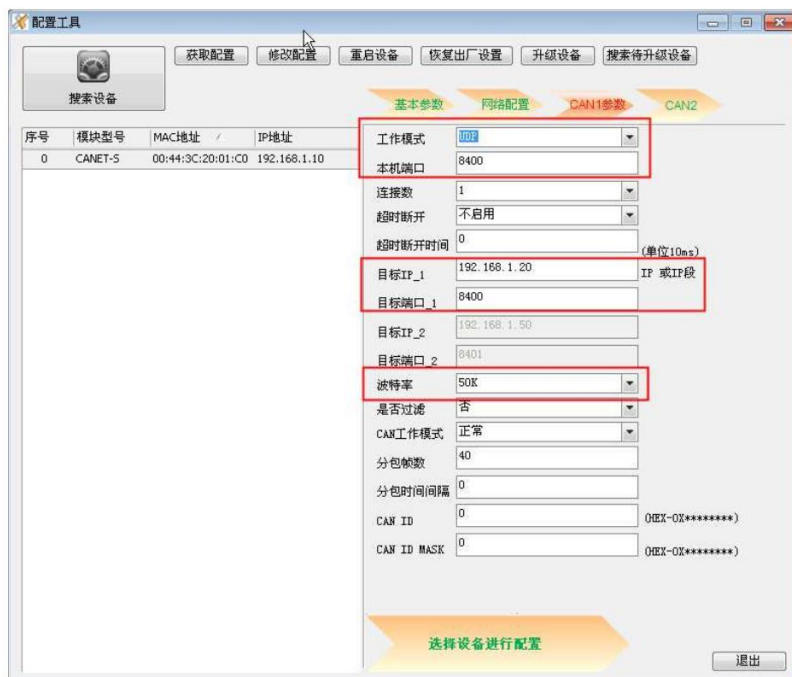 配置工具
获取配置 修改配置 重启设备 恢复出厂设置 升级设备 搜索待升级设备
搜索设备
基本参数 网络配置 CAN1参数 CAN2
序号 模块型号 MAC地址 IP地址
0 CANET-S 00:44:3C:20:01:C0 192.168.1.10
工作模式 UDP
本机端口 8400
连接数 1
超时断开 不启用
超时断开时间 0 (单位10ms)
目标IP_1 192.168.1.20 IP 或IP段
目标端口_1 8400
目标IP_2 192.168.1.50
目标端口_2 8401
波特率 50K
是否过滤 否
CAN工作模式 正常
分包帧数 40
分包时间间隔 0
CAN ID 0 (HEX-0X********)
CAN ID MASK 0 (HEX-0X********)
选择设备进行配置
退出